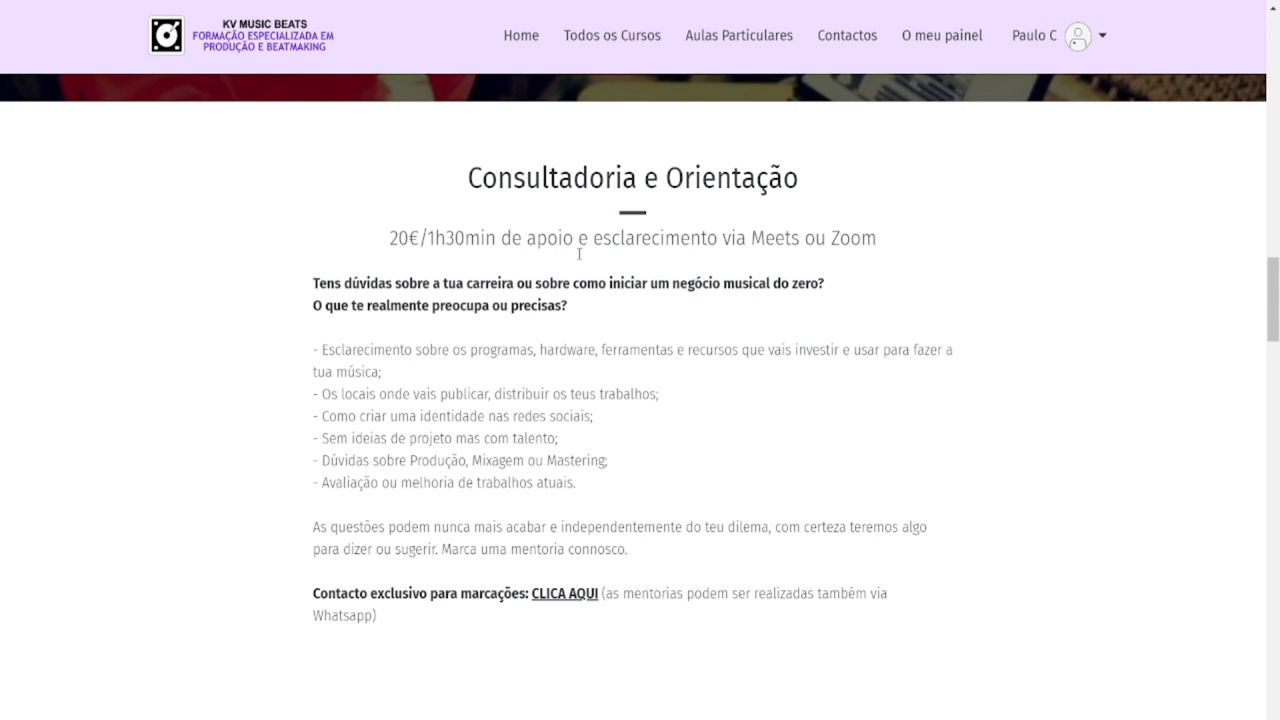 KV MUSIC BEATS
FORMAÇÃO ESPECIALIZADA EM
PRODUÇÃO E BEATMAKING
Home
Todos os Cursos
Aulas Particulares
Contactos
O meu painel
Paulo C
Consultadoria e Orientação
20€/1h30min de apoio e esclarecimento via Meets ou Zoom
Tens dúvidas sobre a tua carreira ou sobre como iniciar um negócio musical do zero?
O que te realmente preocupa ou precisas?
- Esclarecimento sobre os programas, hardware, ferramentas e recursos que vais investir e usar para fazer a
tua música;
- Os locais onde vais publicar, distribuir os teus trabalhos;
- Como criar uma identidade nas redes sociais;
- Sem ideias de projeto mas com talento;
- Dúvidas sobre Produção, Mixagem ou Mastering;
- Avaliação ou melhoria de trabalhos atuais.
As questões podem nunca mais acabar e independentemente do teu dilema, com certeza teremos algo
para dizer ou sugerir. Marca uma mentoria connosco.
Contacto exclusivo para marcações: CLICA AQUI (as mentorias podem ser realizadas também via
Whatsapp)